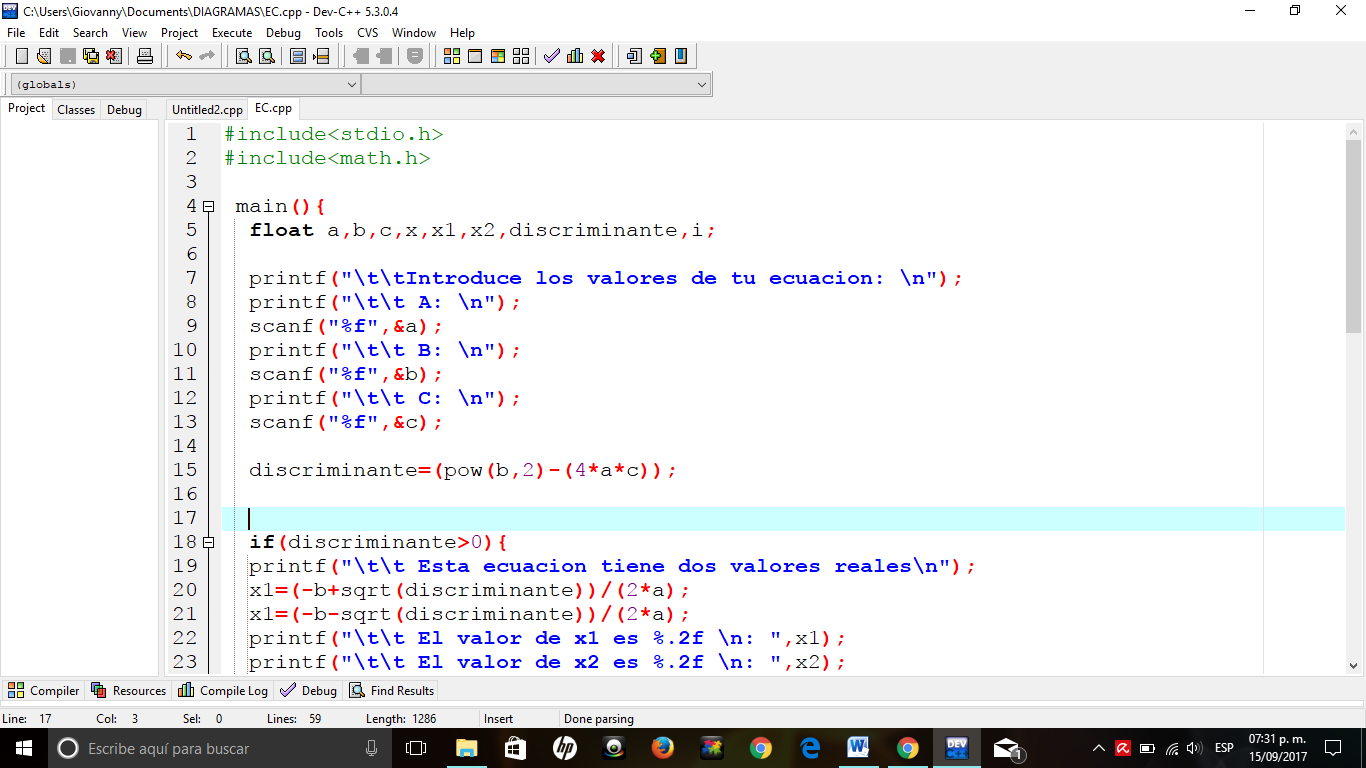 C:\Users\Giovanny\Documents\DIAGRAMAS\EC.cpp - Dev-C++ 5.3.0.4
File Edit Search View Project Execute Debug Tools CVS Window Help
(globals)
Project Classes Debug
Untitled2.cpp EC.cpp
1 #include<stdio.h>
2 #include<math.h>
3
4 main(){
5 float a,b,c,x,x1,x2,discriminante,i;
6
7 printf("\t\tIntroduce los valores de tu ecuacion: \n");
8 printf("\t\t A: \n");
9 scanf("%f",&a);
10 printf("\t\t B: \n");
11 scanf("%f",&b);
12 printf("\t\t C: \n");
13 scanf("%f",&c);
14
15 discriminante=(pow(b,2)-(4*a*c));
16
17
18 if(discriminante>0){
19 printf("\t\t Esta ecuacion tiene dos valores reales\n");
20 x1=(-b+sqrt(discriminante))/(2*a);
21 x1=(-b-sqrt(discriminante))/(2*a);
22 printf("\t\t El valor de x1 es %.2f \n: ",x1);
23 printf("\t\t El valor de x2 es %.2f \n: ",x2);
Compiler Resources Compile Log Debug Find Results
Line: 17 Col: 3 Sel: 0 Lines: 59 Length: 1286 Insert Done parsing
Escribe aquí para buscar
hp
W
DEV
1
ESP
07:31 p. m.
15/09/2017